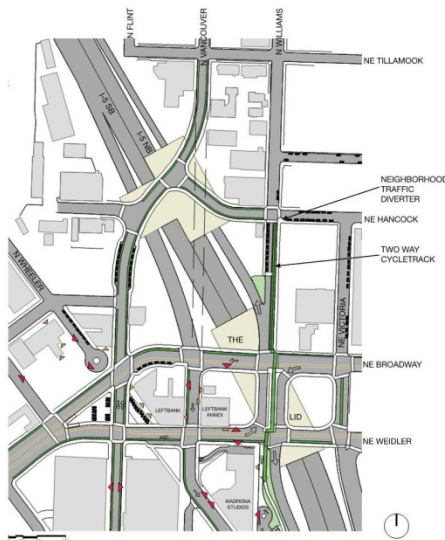 N FLINT
N VANCOUVER
N WILLIAMS
NE TILLAMOOK
I-5 SB
I-5 NB
NEIGHBORHOOD
TRAFFIC
DIVERTER
NE HANCOCK
TWO WAY
CYCLETRACK
N WHEELER
NE VICTORIA
THE
NE BROADWAY
LEFTBANK
LEFTBANK
ANNEX
LID
NE WEIDLER
MADRONA
STUDIOS